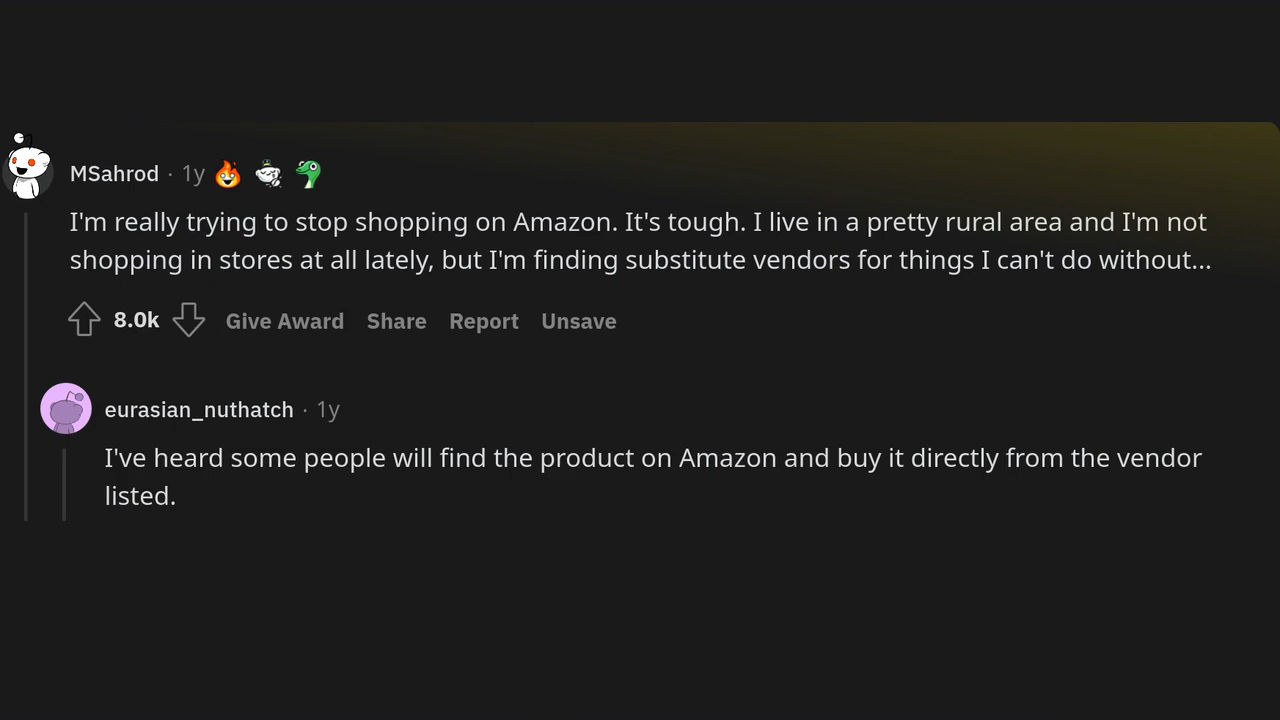 MSahrod · 1y
I'm really trying to stop shopping on Amazon. It's tough. I live in a pretty rural area and I'm not
shopping in stores at all lately, but I'm finding substitute vendors for things I can't do without...
8.0k Give Award Share Report Unsave
eurasian_nuthatch · 1y
I've heard some people will find the product on Amazon and buy it directly from the vendor
listed.